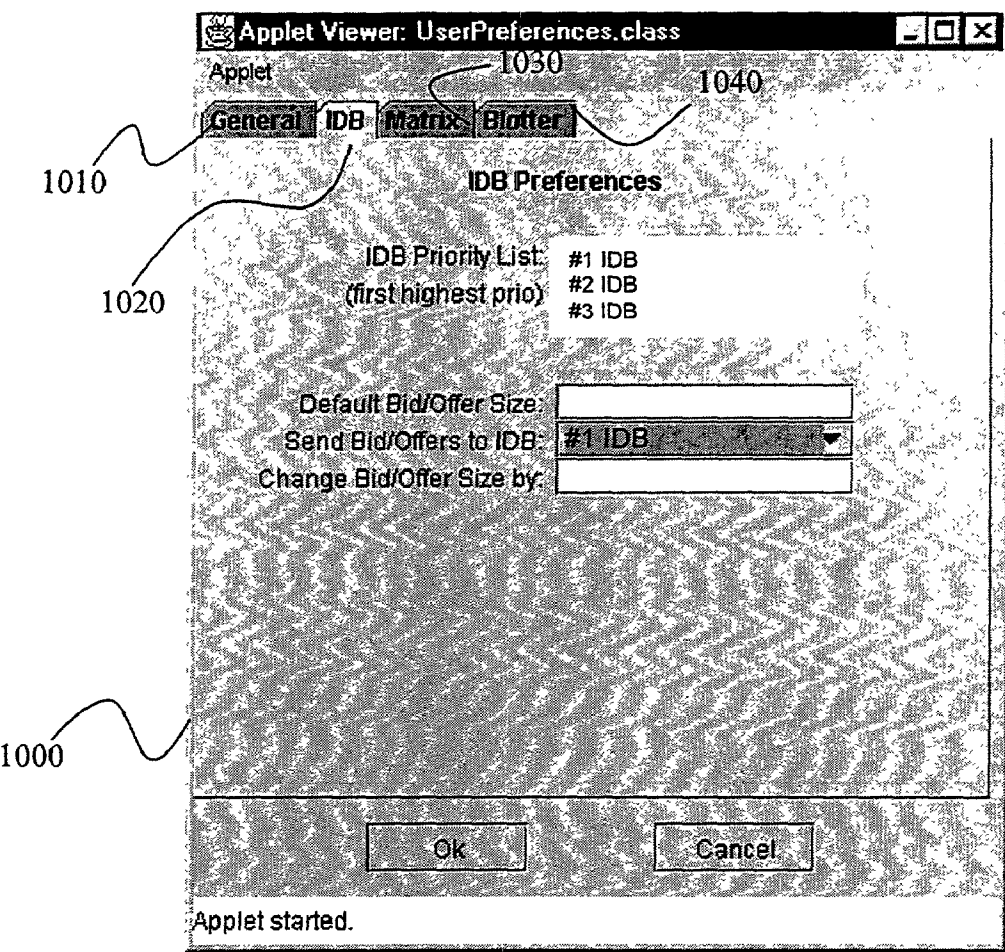 Applet Viewer: UserPreferences.class
Applet
1030
1040
General IDB Matrix Blotter
1010
IDB Preferences
1020
IDB Priority List:
(first highest prio)
#1 IDB
#2 IDB
#3 IDB
Default Bid/Offer Size:
Send Bid/Offers to IDB: #1 IDB
Change Bid/Offer Size by:
1000
Ok Cancel
Applet started.